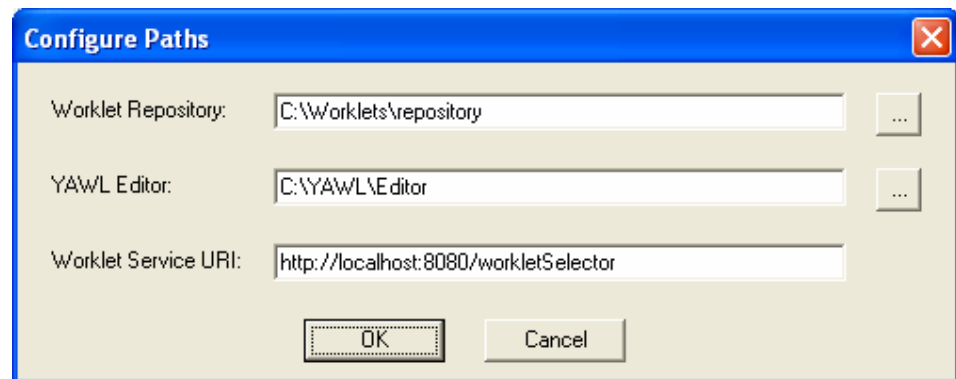 Configure Paths
Worklet Repository: C:\Worklets\repository ...
YAWL Editor: C:\YAWL\Editor ...
Worklet Service URI: http://localhost:8080/workletSelector
OK Cancel